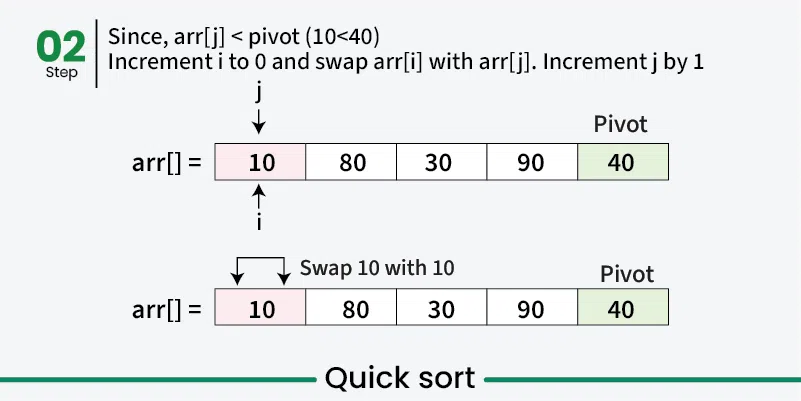 02
Step
Since, arr[j] < pivot (10<40)
Increment i to 0 and swap arr[i] with arr[j]. Increment j by 1
j
Pivot
arr[] = 10 80 30 90 40
i
Swap 10 with 10
Pivot
arr[] = 10 80 30 90 40
Quick sort